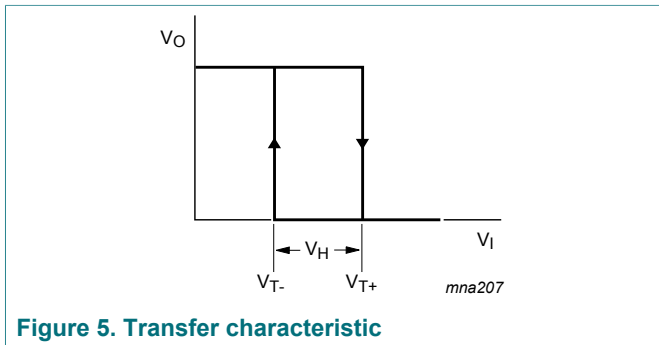 VO
VH
VI
VT-
VT+
mna207
Figure 5. Transfer characteristic